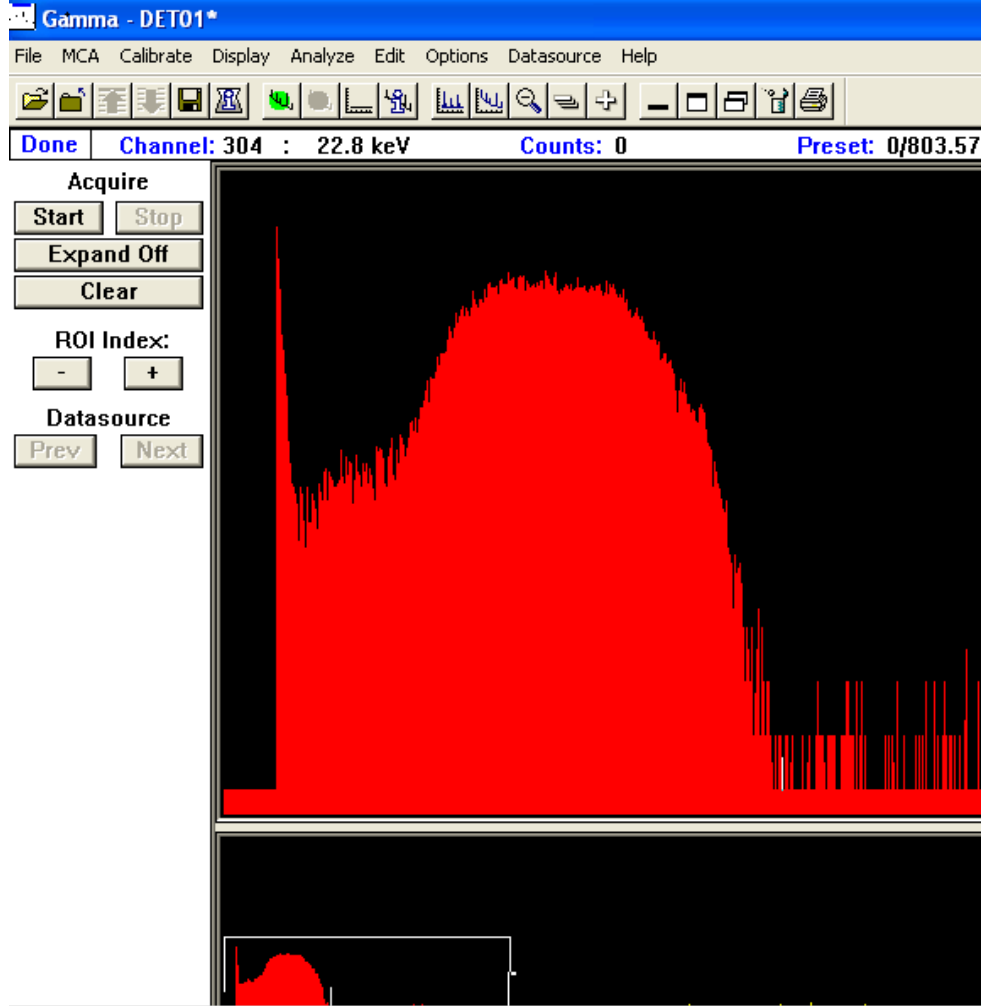 Gamma - DET01*
File MCA Calibrate Display Analyze Edit Options Datasource Help
Done Channel: 304 : 22.8 keV Counts: 0 Preset: 0/803.57
Acquire
Start Stop
Expand Off
Clear
ROI Index:
- +
Datasource
Prev Next